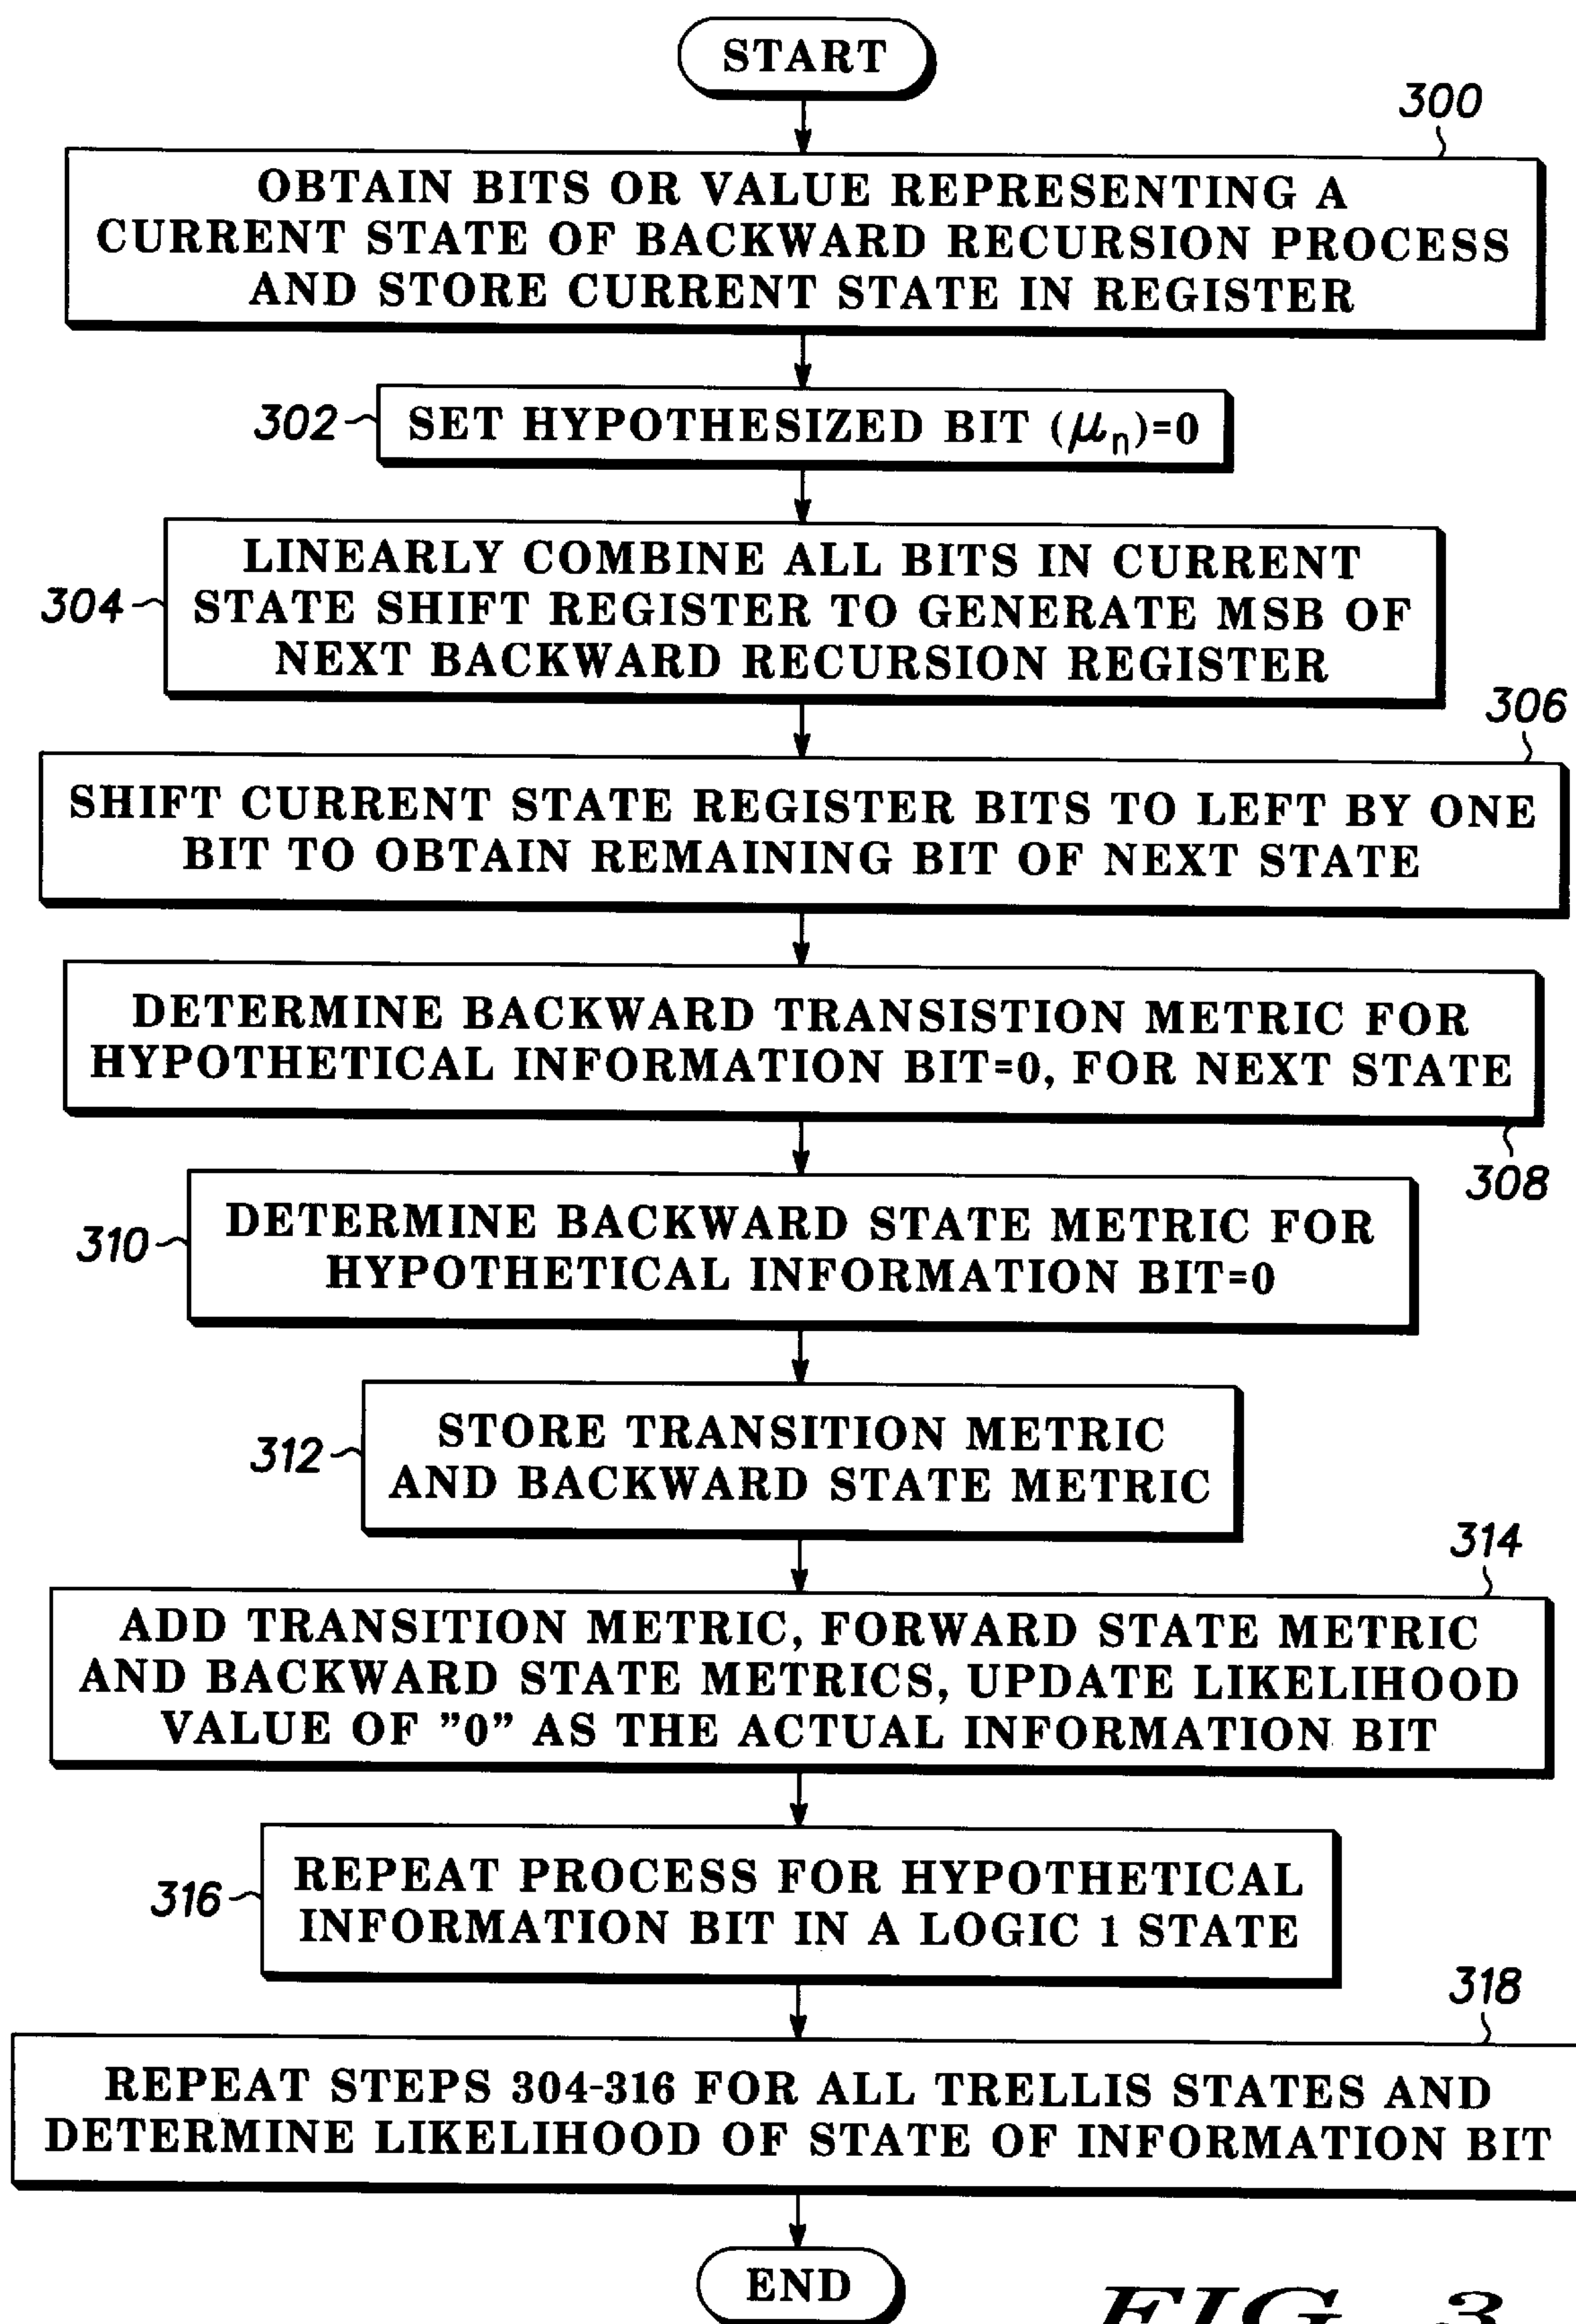 START
300
OBTAIN BITS OR VALUE REPRESENTING A
CURRENT STATE OF BACKWARD RECURSION PROCESS
AND STORE CURRENT STATE IN REGISTER
302
SET HYPOTHESIZED BIT (μn)=0
304
LINEARLY COMBINE ALL BITS IN CURRENT
STATE SHIFT REGISTER TO GENERATE MSB OF
NEXT BACKWARD RECURSION REGISTER
306
SHIFT CURRENT STATE REGISTER BITS TO LEFT BY ONE
BIT TO OBTAIN REMAINING BIT OF NEXT STATE
DETERMINE BACKWARD TRANSISTION METRIC FOR
HYPOTHETICAL INFORMATION BIT=0, FOR NEXT STATE
308
310
DETERMINE BACKWARD STATE METRIC FOR
HYPOTHETICAL INFORMATION BIT=0
312
STORE TRANSITION METRIC
AND BACKWARD STATE METRIC
314
ADD TRANSITION METRIC, FORWARD STATE METRIC
AND BACKWARD STATE METRICS, UPDATE LIKELIHOOD
VALUE OF ”0” AS THE ACTUAL INFORMATION BIT
316
REPEAT PROCESS FOR HYPOTHETICAL
INFORMATION BIT IN A LOGIC 1 STATE
318
REPEAT STEPS 304-316 FOR ALL TRELLIS STATES AND
DETERMINE LIKELIHOOD OF STATE OF INFORMATION BIT
END
FIG. 3